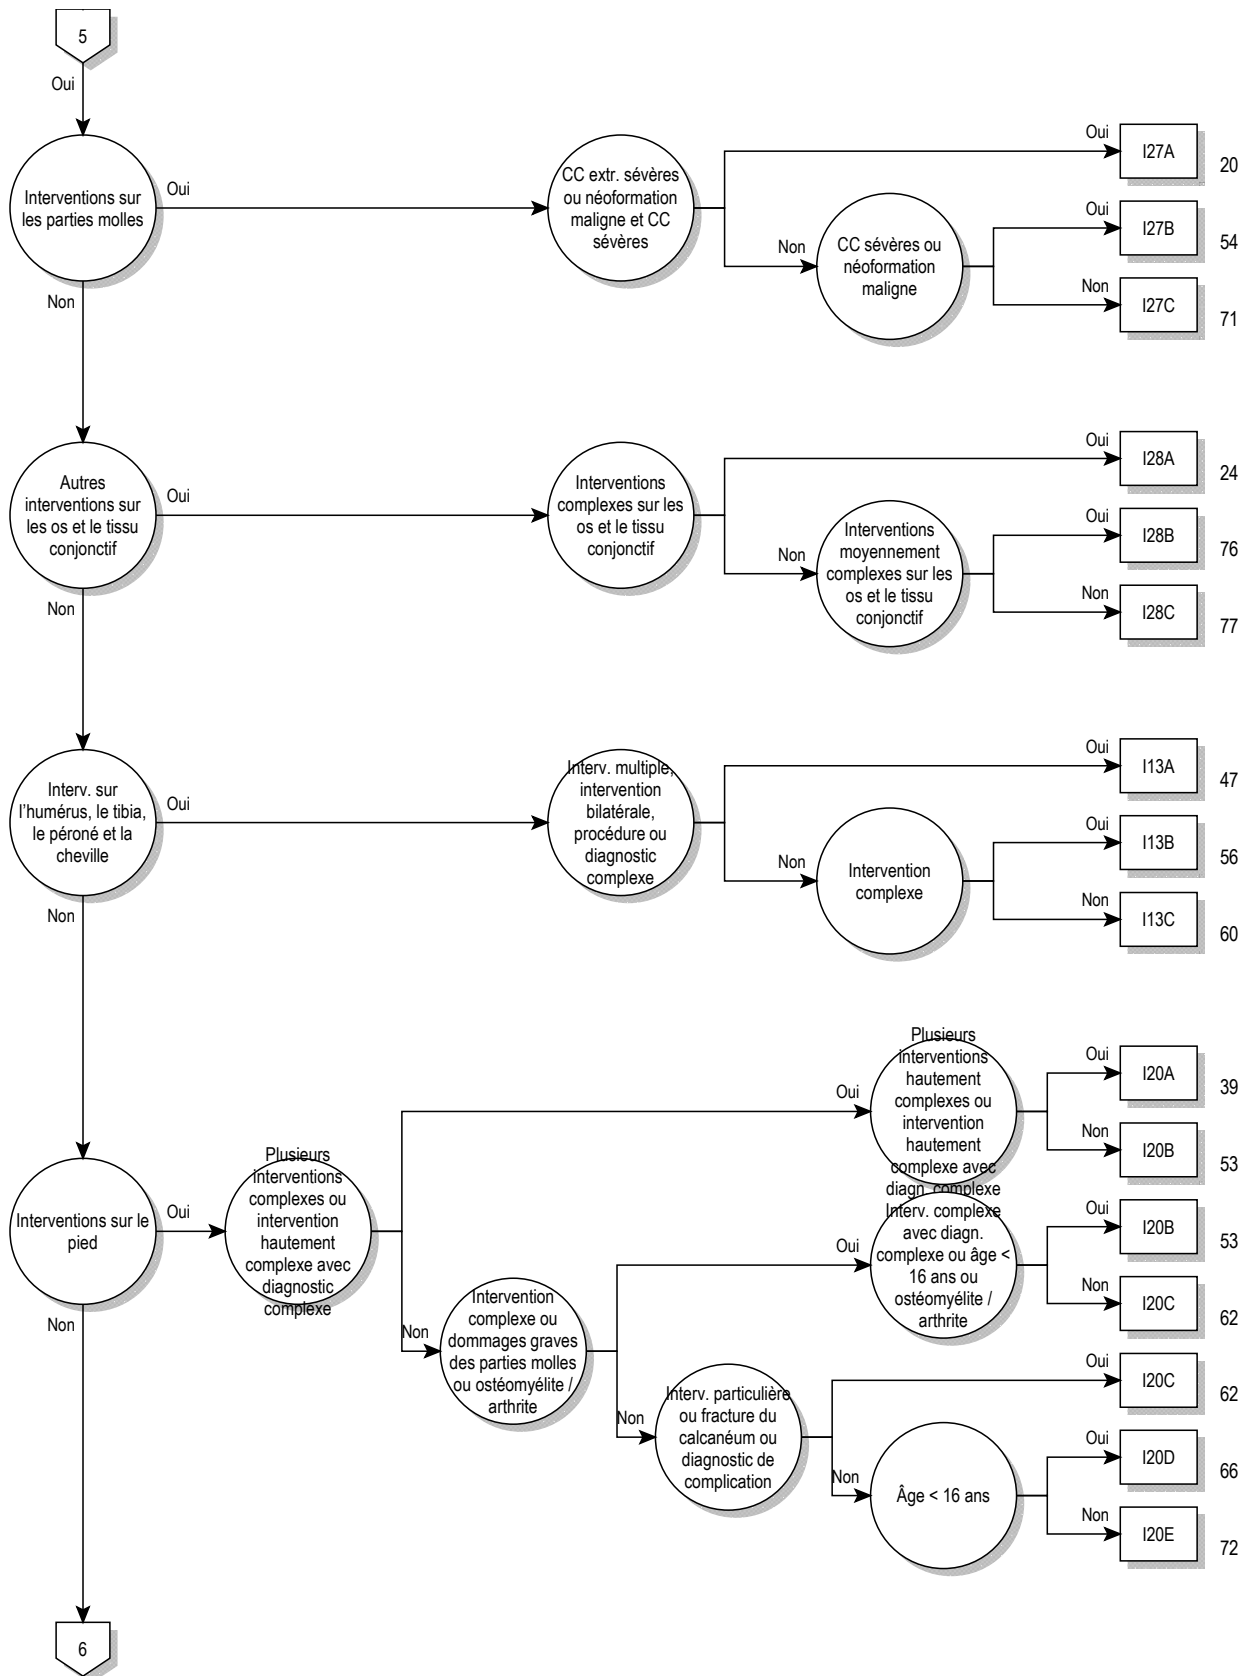 5
Oui
Interventions sur
les parties molles
Oui
CC extr. sévères
ou néoformation
maligne et CC
sévères
Oui
I27A
20
Non
CC sévères ou
néoformation
maligne
Oui
I27B
54
Non
I27C
71
Non
Autres
interventions sur
les os et le tissu
conjonctif
Oui
Interventions
complexes sur les
os et le tissu
conjonctif
Oui
I28A
24
Non
Interventions
moyennement
complexes sur les
os et le tissu
conjonctif
Oui
I28B
76
Non
I28C
77
Non
Interv. sur
l'humérus, le tibia,
le péroné et la
cheville
Oui
Interv. multiple,
intervention
bilatérale,
procédure ou
diagnostic
complexe
Oui
I13A
47
Non
Intervention
complexe
Oui
I13B
56
Non
I13C
60
Non
Interventions sur le
pied
Oui
Plusieurs
interventions
complexes ou
intervention
hautement
complexe avec
diagnostic
complexe
Oui
Plusieurs
interventions
hautement
complexes ou
intervention
hautement
complexe avec
diagn. complexe
Oui
I20A
39
Non
I20B
53
Non
Intervention
complexe ou
dommages graves
des parties molles
ou ostéomyélite /
arthrite
Oui
Interv. complexe
avec diagn.
complexe ou âge <
16 ans ou
ostéomyélite /
arthrite
Oui
I20B
53
Non
I20C
62
Non
Interv. particulière
ou fracture du
calcanéum ou
diagnostic de
complication
Oui
I20C
62
Non
Âge < 16 ans
Oui
I20D
66
Non
I20E
72
Non
6